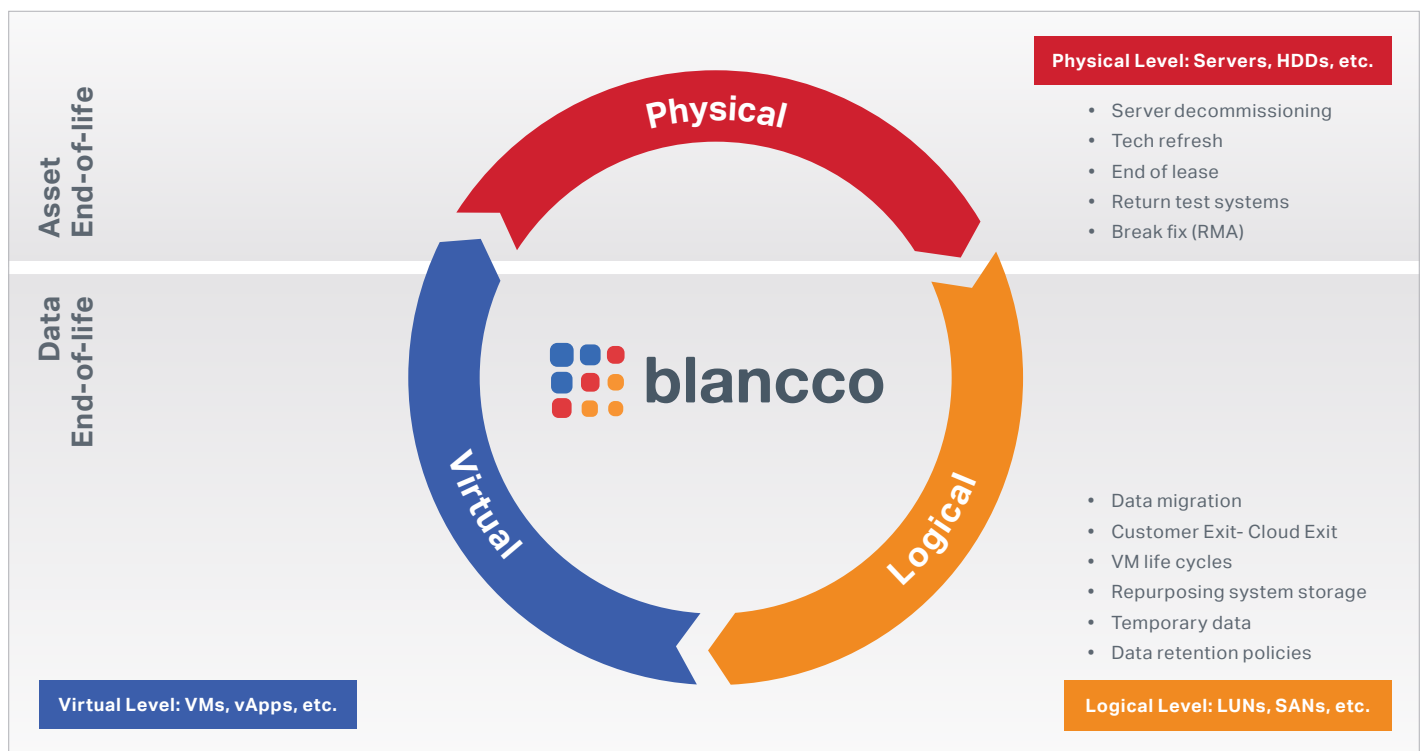 Physical Level: Servers, HDDs, etc.
• Server decommissioning
• Tech refresh
• End of lease
• Return test systems
• Break fix (RMA)
Asset
End-of-life
Physical
Data
End-of-life
blancco
Virtual
Logical
• Data migration
• Customer Exit- Cloud Exit
• VM life cycles
• Repurposing system storage
• Temporary data
• Data retention policies
Virtual Level: VMs, vApps, etc.
Logical Level: LUNs, SANs, etc.